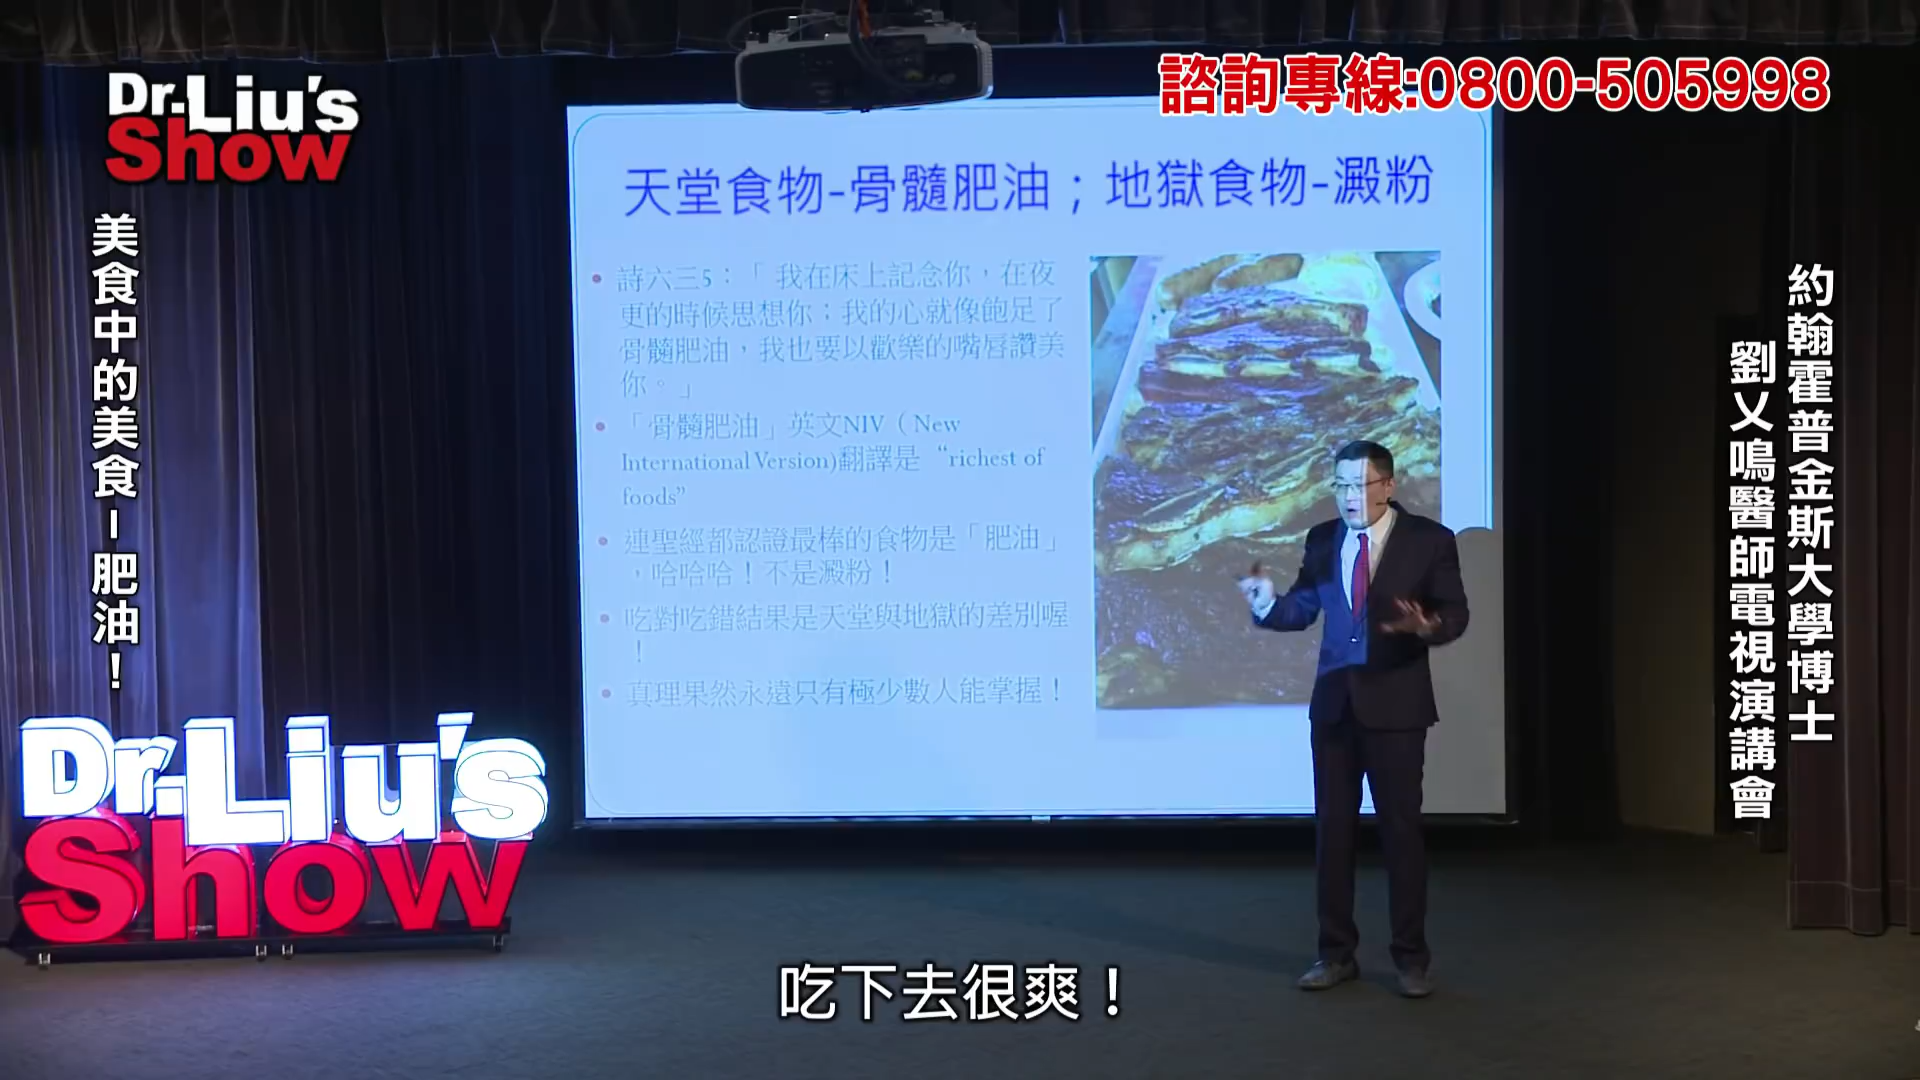 Dr.Liu's
Show
諮詢專線:0800-505998
美食中的美食-肥油！
天堂食物-骨髓肥油；地獄食物-澱粉
詩六三5：「 我在床上記念你，在夜
更的時候思想你；我的心就像飽足了
骨髓肥油，我也要以歡樂的嘴唇讚美
你。」
「骨髓肥油」英文NIV（ New
International Version)翻譯是 “richest of
foods”
連聖經都認證最棒的食物是「肥油」
，哈哈哈！不是澱粉！
吃對吃錯結果是天堂與地獄的差別喔
！
真理果然永遠只有極少數人能掌握！
約翰霍普金斯大學博士
劉乂鳴醫師電視演講會
Dr.Liu's
Show
吃下去很爽！